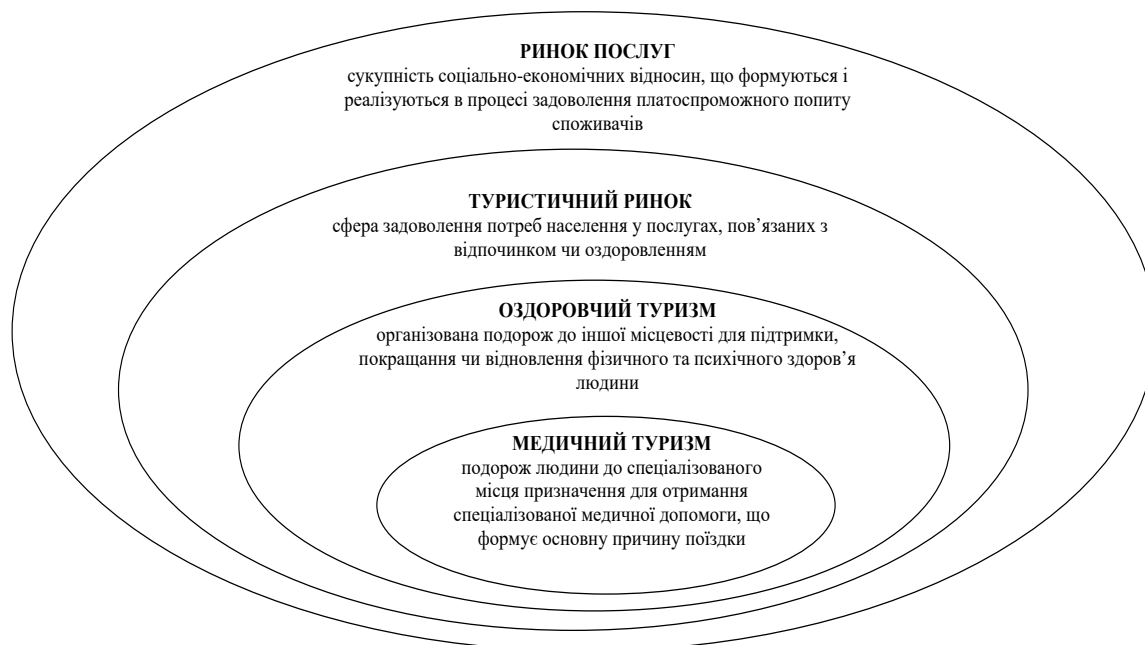 РИНОК ПОСЛУГ
сукупність соціально-економічних відносин, що формуються і
реалізуються в процесі задоволення платоспроможного попиту
споживачів
ТУРИСТИЧНИЙ РИНОК
сфера задоволення потреб населення у послугах, пов’язаних з
відпочинком чи оздоровленням
ОЗДОРОВЧИЙ ТУРИЗМ
організована подорож до іншої місцевості для підтримки,
покращання чи відновлення фізичного та психічного здоров’я
людини
МЕДИЧНИЙ ТУРИЗМ
подорож людини до спеціалізованого
місця призначення для отримання
спеціалізованої медичної допомоги, що
формує основну причину поїздки